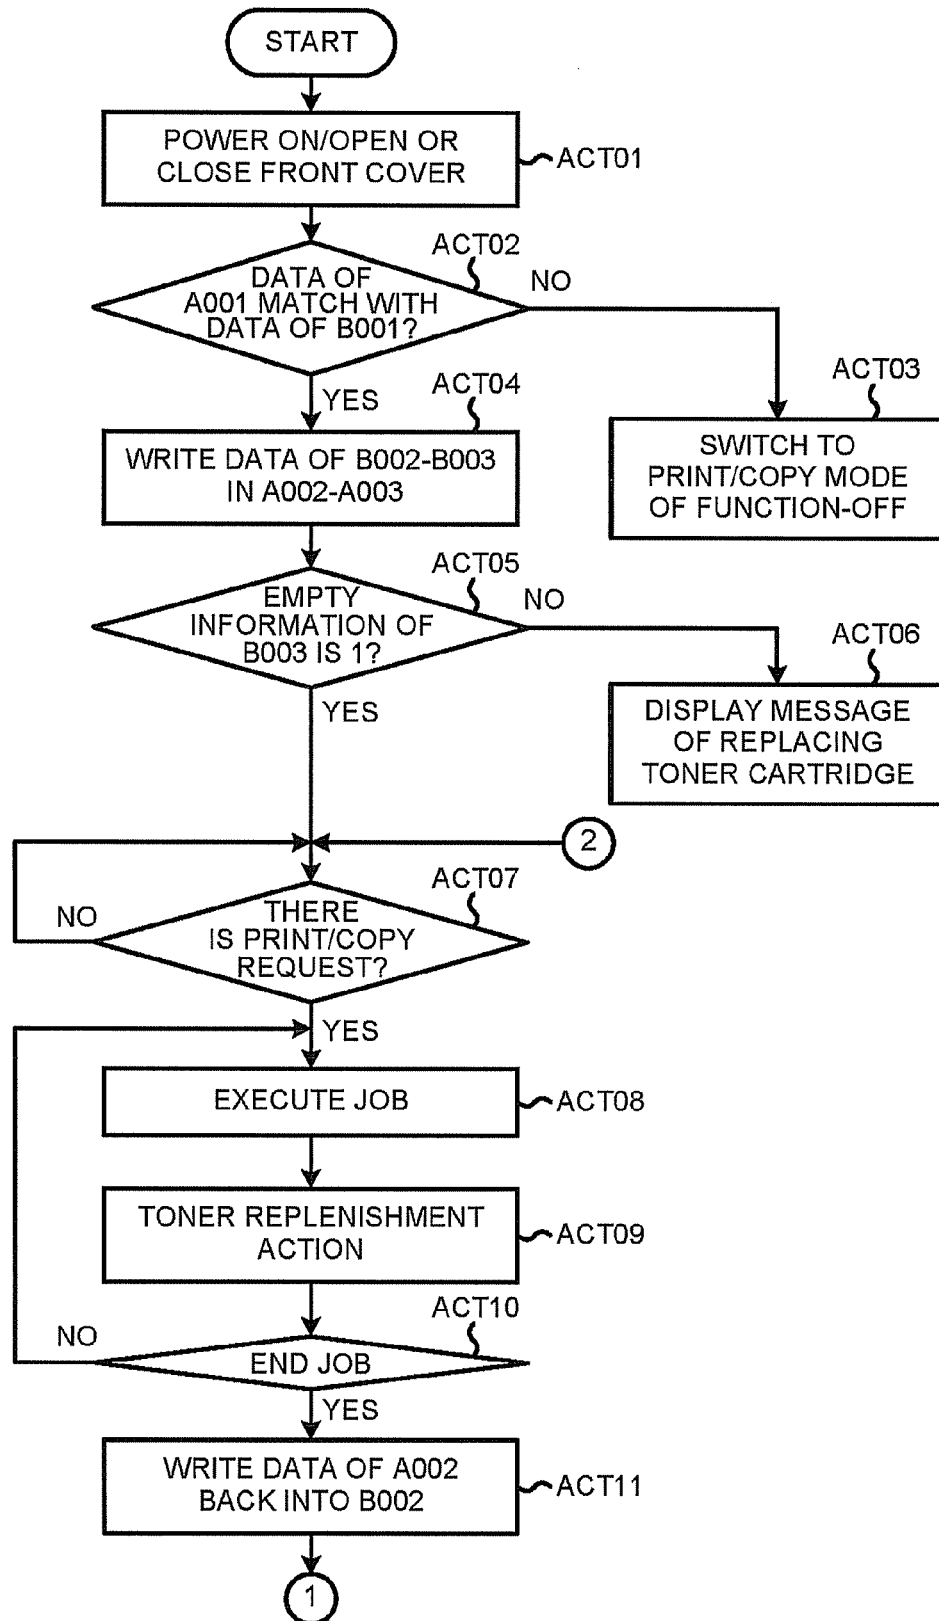 START
POWER ON/OPEN OR
CLOSE FRONT COVER
ACT01
ACT02
DATA OF
A001 MATCH WITH
DATA OF B001?
NO
YES
ACT03
SWITCH TO
PRINT/COPY MODE
OF FUNCTION-OFF
ACT04
WRITE DATA OF B002-B003
IN A002-A003
ACT05
EMPTY
INFORMATION OF
B003 IS 1?
NO
YES
ACT06
DISPLAY MESSAGE
OF REPLACING
TONER CARTRIDGE
2
ACT07
THERE
IS PRINT/COPY
REQUEST?
NO
YES
EXECUTE JOB
ACT08
TONER REPLENISHMENT
ACTION
ACT09
ACT10
END JOB
NO
YES
WRITE DATA OF A002
BACK INTO B002
ACT11
1